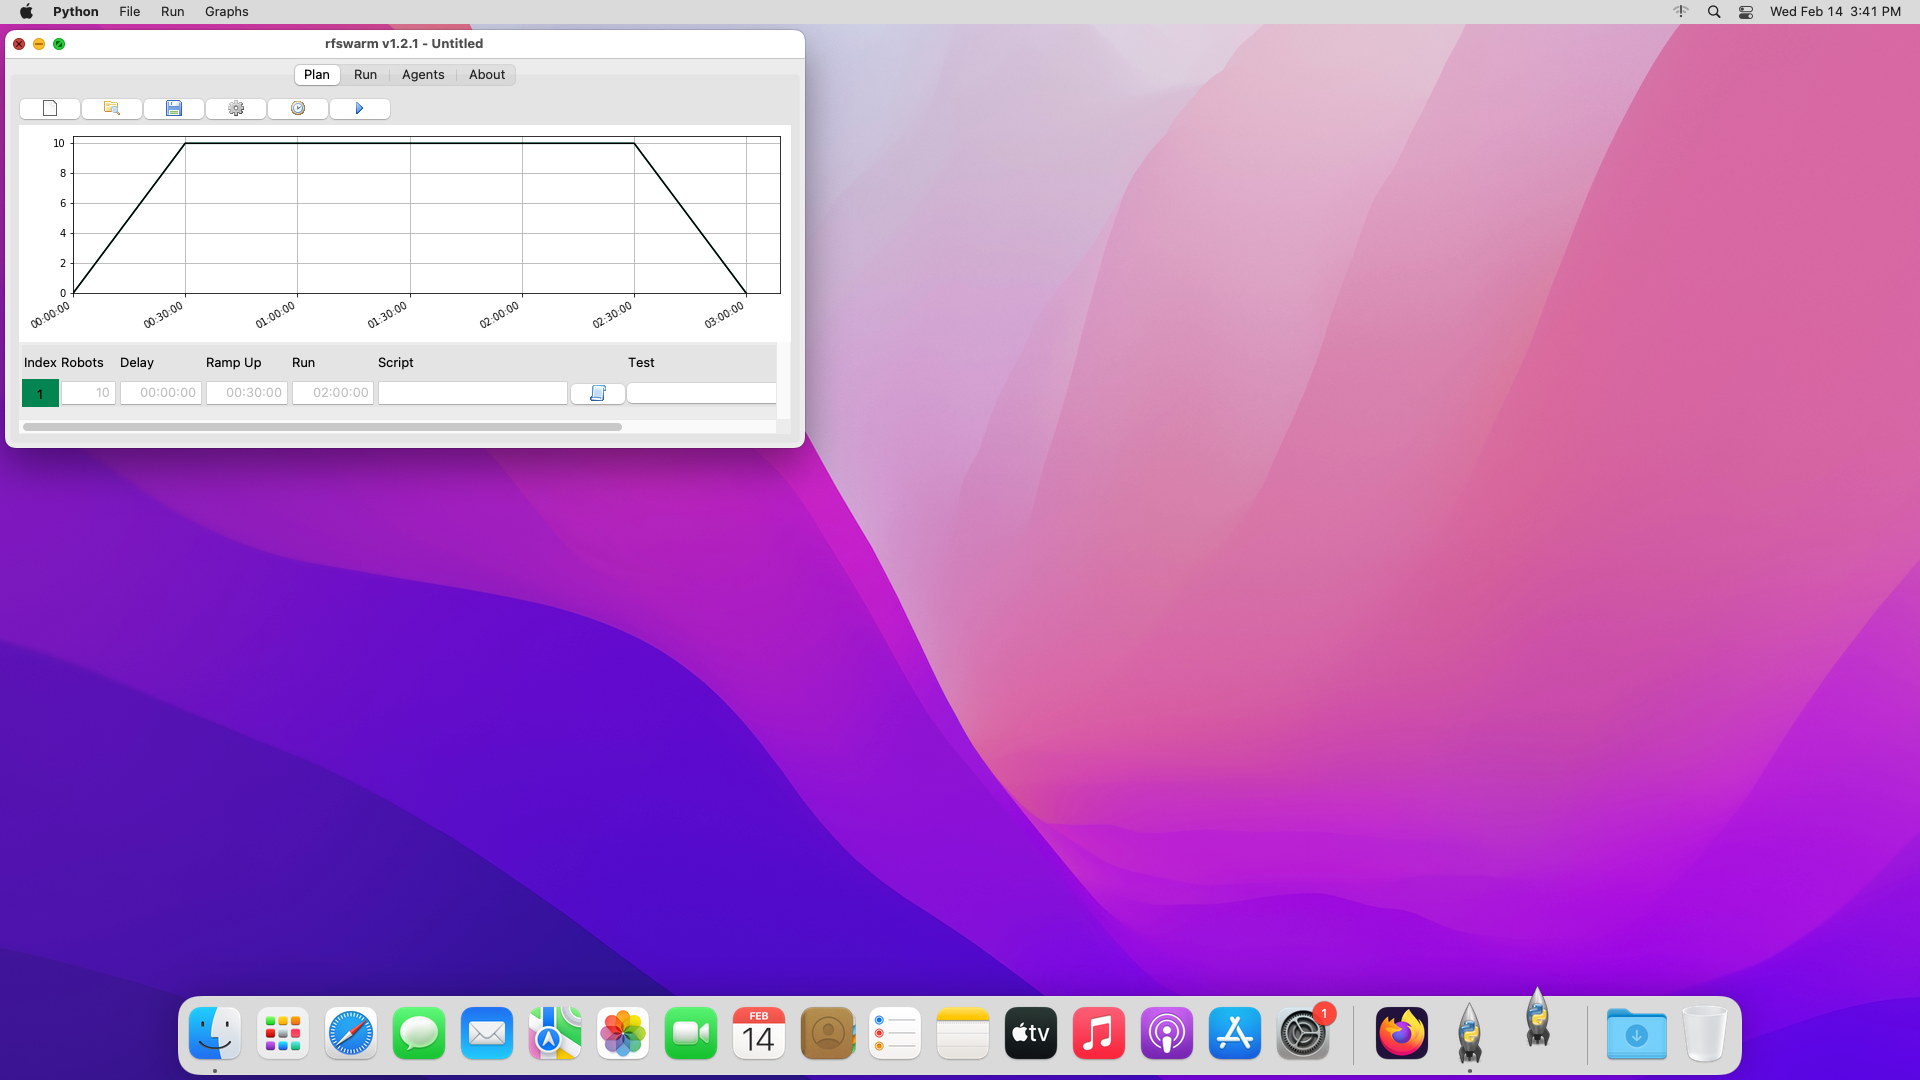 Python File Run Graphs Wed Feb 14 3:41 PM
rfswarm v1.2.1 - Untitled
Plan Run Agents About
10
8
6
4
2
0
00:00:00 00:30:00 01:00:00 01:30:00 02:00:00 02:30:00 03:00:00
Index Robots Delay Ramp Up Run Script Test
1 10 00:00:00 00:30:00 02:00:00
FEB
14
tv
1